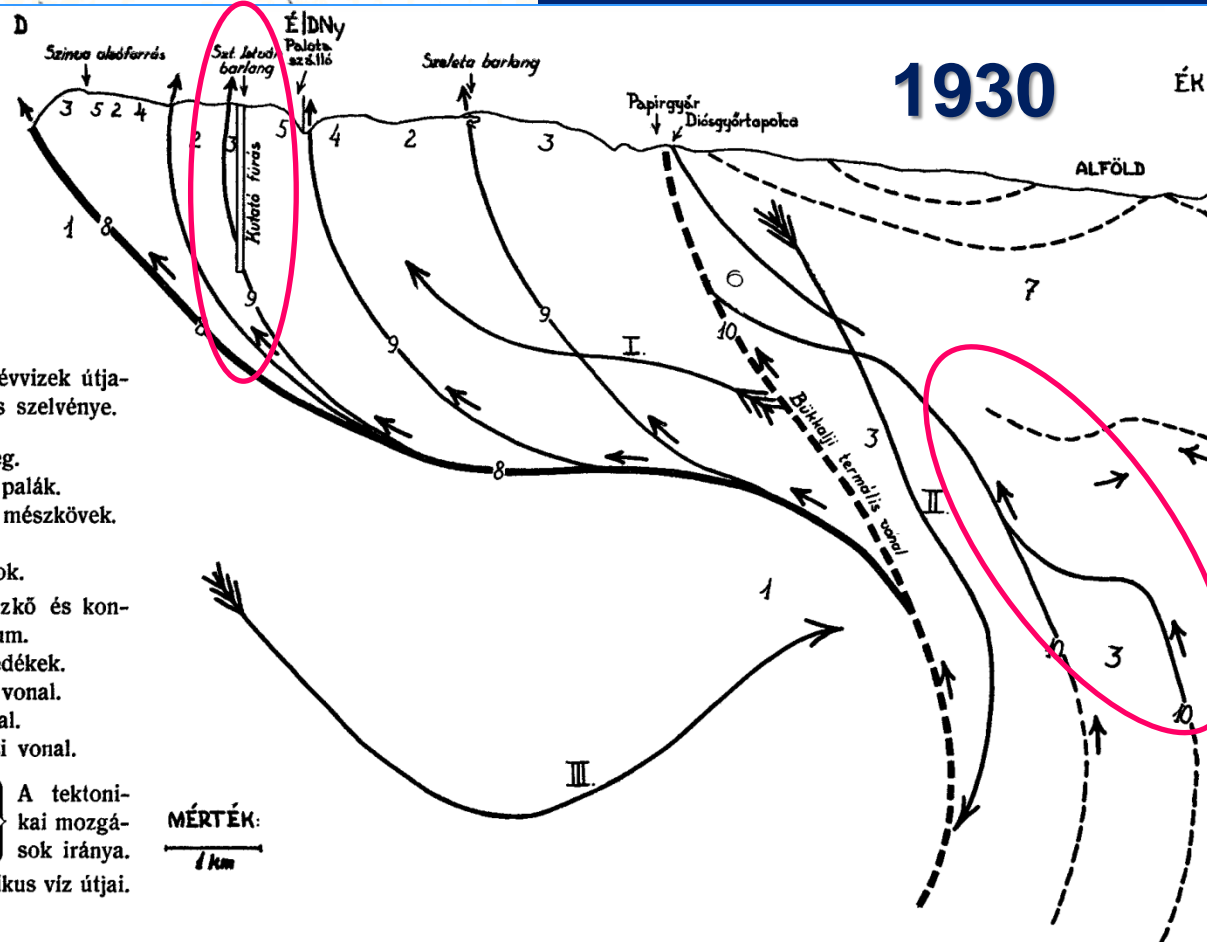 D
É|DNy
1930
ÉK
Szinva alsóforrás
Szt. István
barlang
Palota
szálló
Szeleta barlang
Papírgyár
Diósgyőrtapolca
ALFÖLD
3 5 2 4
2
3
5
4
2
3
Kutató fúrás
1
8
6
7
9
8
9
9
I.
10
Bükkalji termális vonal
3
II.
8
évvizek útja-
s szelvénye.
eg.
palák.
mészkövek.
ok.
zkő és kon-
um.
edékek.
vonal.
al.
i vonal.
A tektoni-
kai mozgá-
sok iránya.
kus víz útjai.
1
10
3
10
III.
MÉRTÉK:
1 km